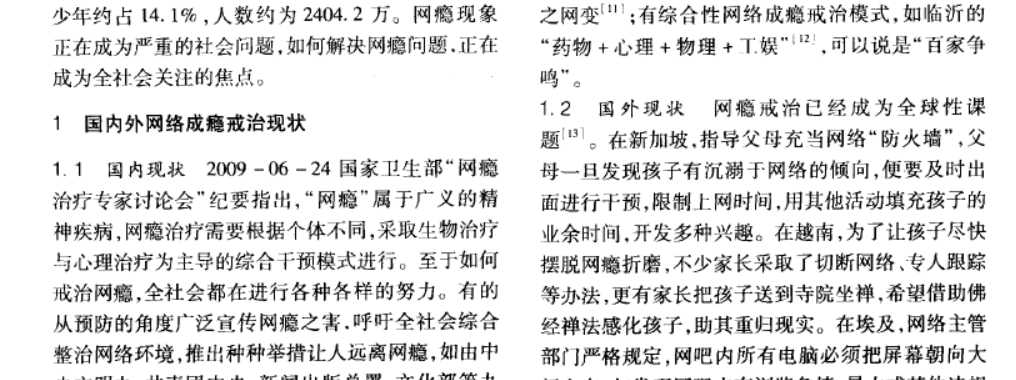 少年约占 14.1%,人数约为 2404.2 万。网瘾现象
正在成为严重的社会问题,如何解决网瘾问题,正在
成为全社会关注的焦点。
1 国内外网络成瘾戒治现状
1.1 国内现状 2009-06-24 国家卫生部“网瘾
治疗专家讨论会”纪要指出,“网瘾”属于广义的精
神疾病,网瘾治疗需要根据个体不同,采取生物治疗
与心理治疗为主导的综合干预模式进行。至于如何
戒治网瘾,全社会都在进行各种各样的努力。有的
从预防的角度广泛宣传网瘾之害,呼吁全社会综合
整治网络环境,推出种种举措让人远离网瘾,如由中
之网变[11];有综合性网络成瘾戒治模式,如临沂的
“药物+心理+物理+工娱”[12],可以说是“百家争
鸣”。
1.2 国外现状 网瘾戒治已经成为全球性课
题[13]。在新加坡,指导父母充当网络“防火墙”,父
母一旦发现孩子有沉溺于网络的倾向,便要及时出
面进行干预,限制上网时间,用其他活动填充孩子的
业余时间,开发多种兴趣。在越南,为了让孩子尽快
摆脱网瘾折磨,不少家长采取了切断网络、专人跟踪
等办法,更有家长把孩子送到寺院坐禅,希望借助佛
经禅法感化孩子,助其重归现实。在埃及,网络主管
部门严格规定,网吧内所有电脑必须把屏幕朝向大